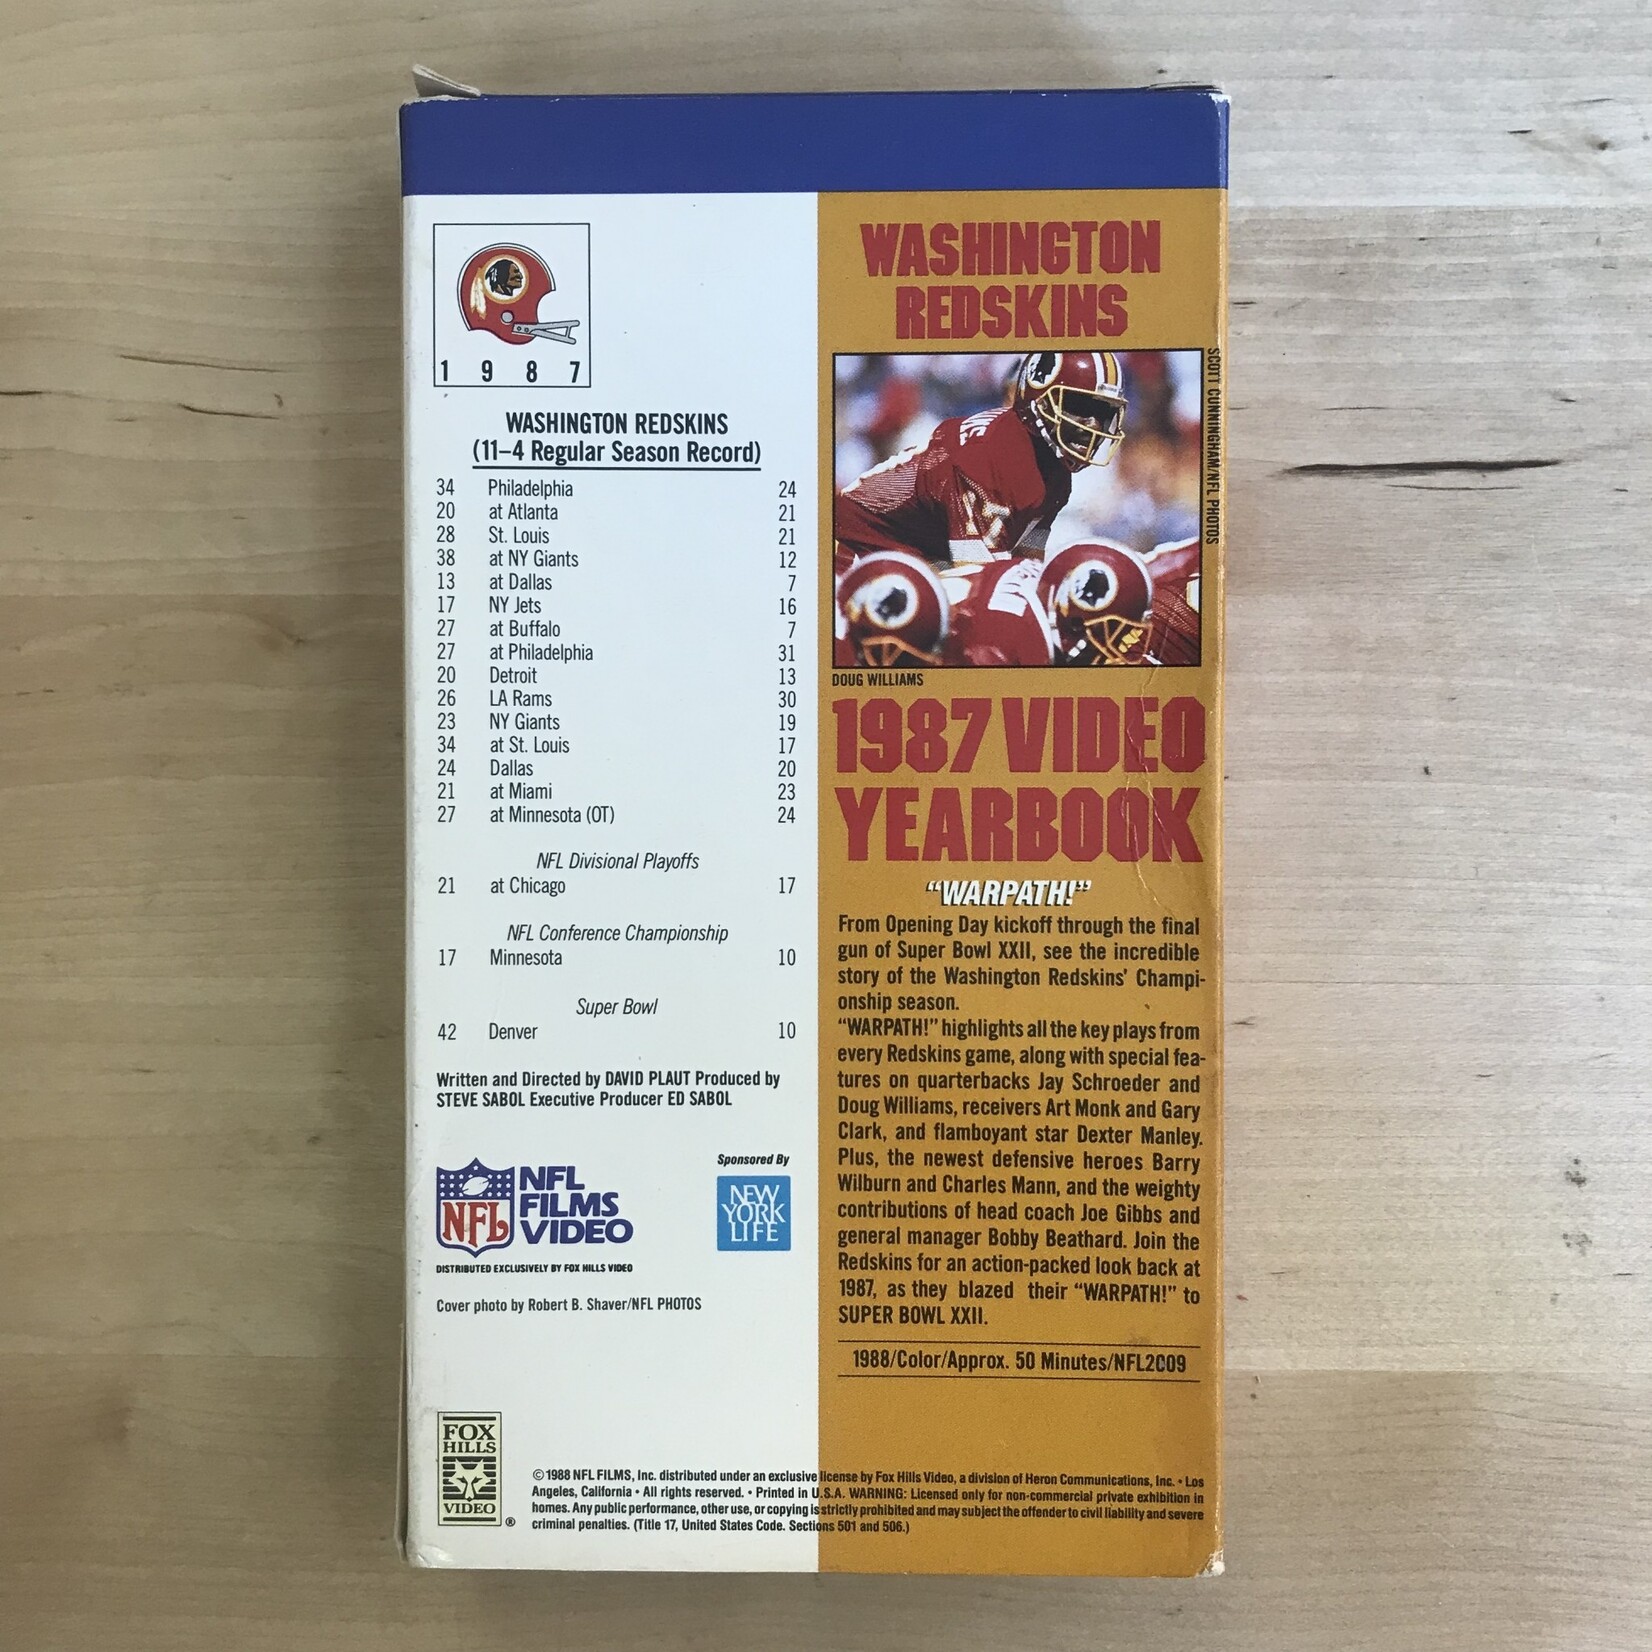 1 9 8 7
WASHINGTON REDSKINS
(11–4 Regular Season Record)
34 Philadelphia 24
20 at Atlanta 21
28 St. Louis 21
38 at NY Giants 12
13 at Dallas 7
17 NY Jets 16
27 at Buffalo 7
27 at Philadelphia 31
20 Detroit 13
26 LA Rams 30
23 NY Giants 19
34 at St. Louis 17
24 Dallas 20
21 at Miami 23
27 at Minnesota (OT) 24
NFL Divisional Playoffs
21 at Chicago 17
NFL Conference Championship
17 Minnesota 10
Super Bowl
42 Denver 10
Written and Directed by DAVID PLAUT Produced by
STEVE SABOL Executive Producer ED SABOL
NFL
NFL
FILMS
VIDEO
DISTRIBUTED EXCLUSIVELY BY FOX HILLS VIDEO
Sponsored By
NEW
YORK
LIFE
Cover photo by Robert B. Shaver/NFL PHOTOS
WASHINGTON
REDSKINS
SCOTT CUNNINGHAM/NFL PHOTOS
17
DOUG WILLIAMS
1987 VIDEO
YEARBOOK
“WARPATH!”
From Opening Day kickoff through the final
gun of Super Bowl XXII, see the incredible
story of the Washington Redskins’ Champi-
onship season.
“WARPATH!” highlights all the key plays from
every Redskins game, along with special fea-
tures on quarterbacks Jay Schroeder and
Doug Williams, receivers Art Monk and Gary
Clark, and flamboyant star Dexter Manley.
Plus, the newest defensive heroes Barry
Wilburn and Charles Mann, and the weighty
contributions of head coach Joe Gibbs and
general manager Bobby Beathard. Join the
Redskins for an action-packed look back at
1987, as they blazed their “WARPATH!” to
SUPER BOWL XXII.
1988/Color/Approx. 50 Minutes/NFL2009
FOX
HILLS
VIDEO
®
©1988 NFL FILMS, Inc. distributed under an exclusive license by Fox Hills Video, a division of Heron Communications, Inc. • Los
Angeles, California • All rights reserved. • Printed in U.S.A. WARNING: Licensed only for non-commercial private exhibition in
homes. Any public performance, other use, or copying is strictly prohibited and may subject the offender to civil liability and severe
criminal penalties. (Title 17, United States Code. Sections 501 and 506.)